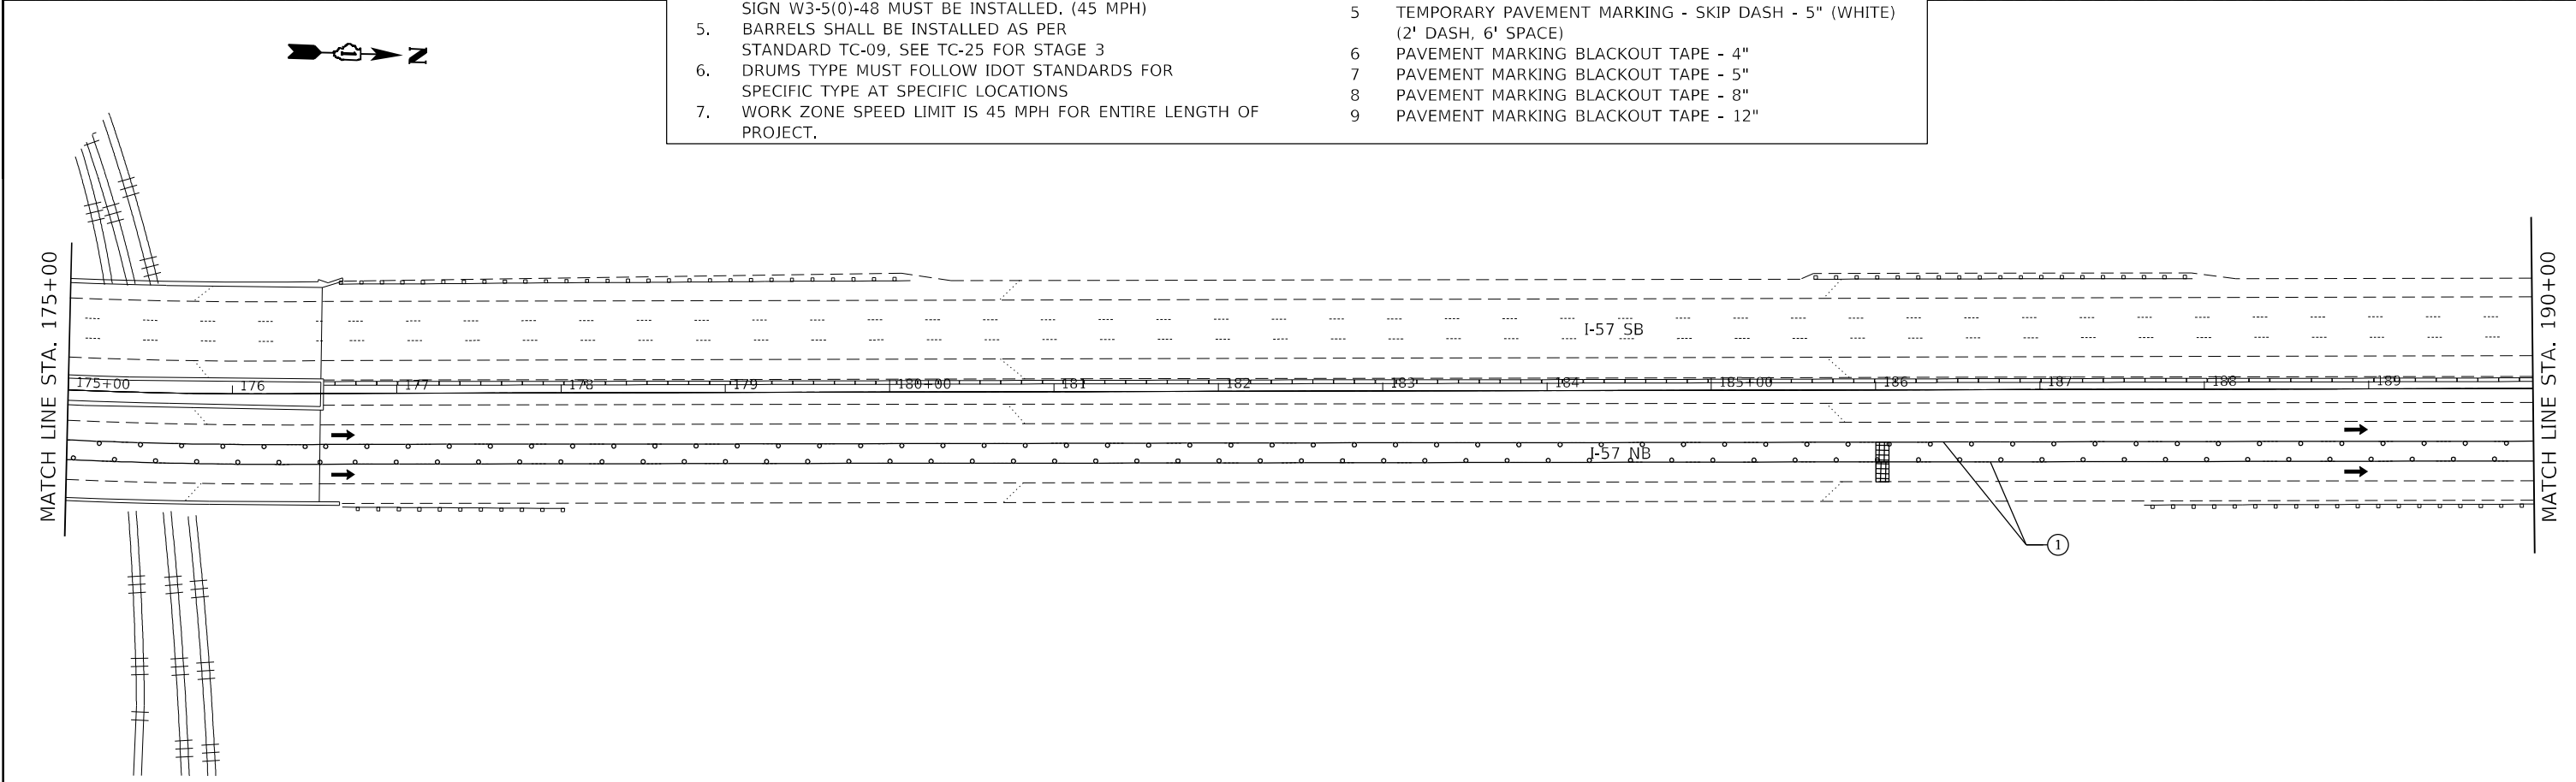 SIGN W3-5(0)-48 MUST BE INSTALLED. (45 MPH)
5. BARRELS SHALL BE INSTALLED AS PER
STANDARD TC-09, SEE TC-25 FOR STAGE 3
6. DRUMS TYPE MUST FOLLOW IDOT STANDARDS FOR
SPECIFIC TYPE AT SPECIFIC LOCATIONS
7. WORK ZONE SPEED LIMIT IS 45 MPH FOR ENTIRE LENGTH OF
PROJECT.
5 TEMPORARY PAVEMENT MARKING - SKIP DASH - 5" (WHITE)
(2' DASH, 6' SPACE)
6 PAVEMENT MARKING BLACKOUT TAPE - 4"
7 PAVEMENT MARKING BLACKOUT TAPE - 5"
8 PAVEMENT MARKING BLACKOUT TAPE - 8"
9 PAVEMENT MARKING BLACKOUT TAPE - 12"
N
MATCH LINE STA. 175+00
I-57 SB
175+00 176 177 178 179 180+00 181 182 183 184 185+00 186 187 188 189
I-57 NB
1
MATCH LINE STA. 190+00